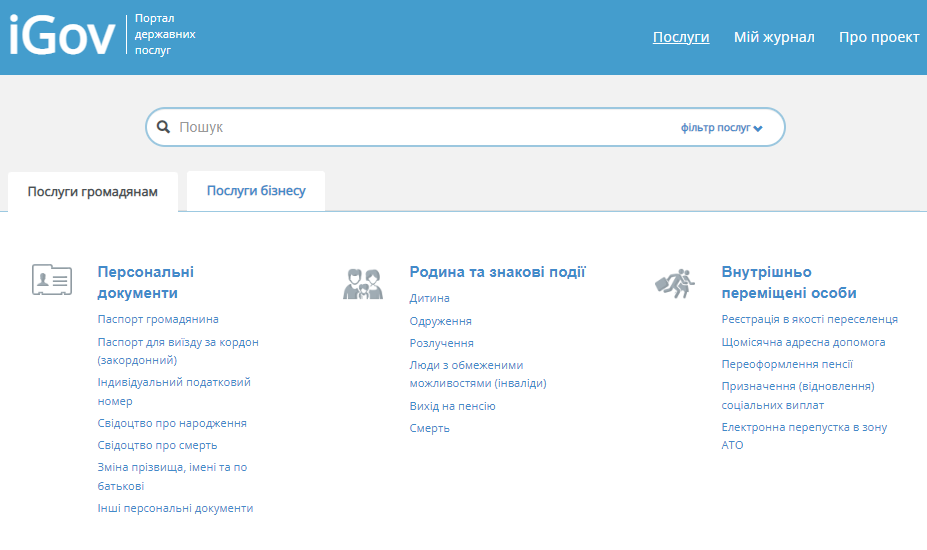 iGov
Портал
державних
послуг
Послуги
Мій журнал
Про проект
Пошук
фільтр послуг
Послуги громадянам
Послуги бізнесу
Персональні
документи
Паспорт громадянина
Паспорт для виїзду за кордон
(закордонний)
Індивідуальний податковий
номер
Свідоцтво про народження
Свідоцтво про смерть
Зміна прізвища, імені та по
батькові
Інші персональні документи
Родина та знакові події
Дитина
Одруження
Розлучення
Люди з обмеженими
можливостями (інваліди)
Вихід на пенсію
Смерть
Внутрішньо
переміщені особи
Реєстрація в якості переселенця
Щомісячна адресна допомога
Переоформлення пенсії
Призначення (відновлення)
соціальних виплат
Електронна перепустка в зону
АТО